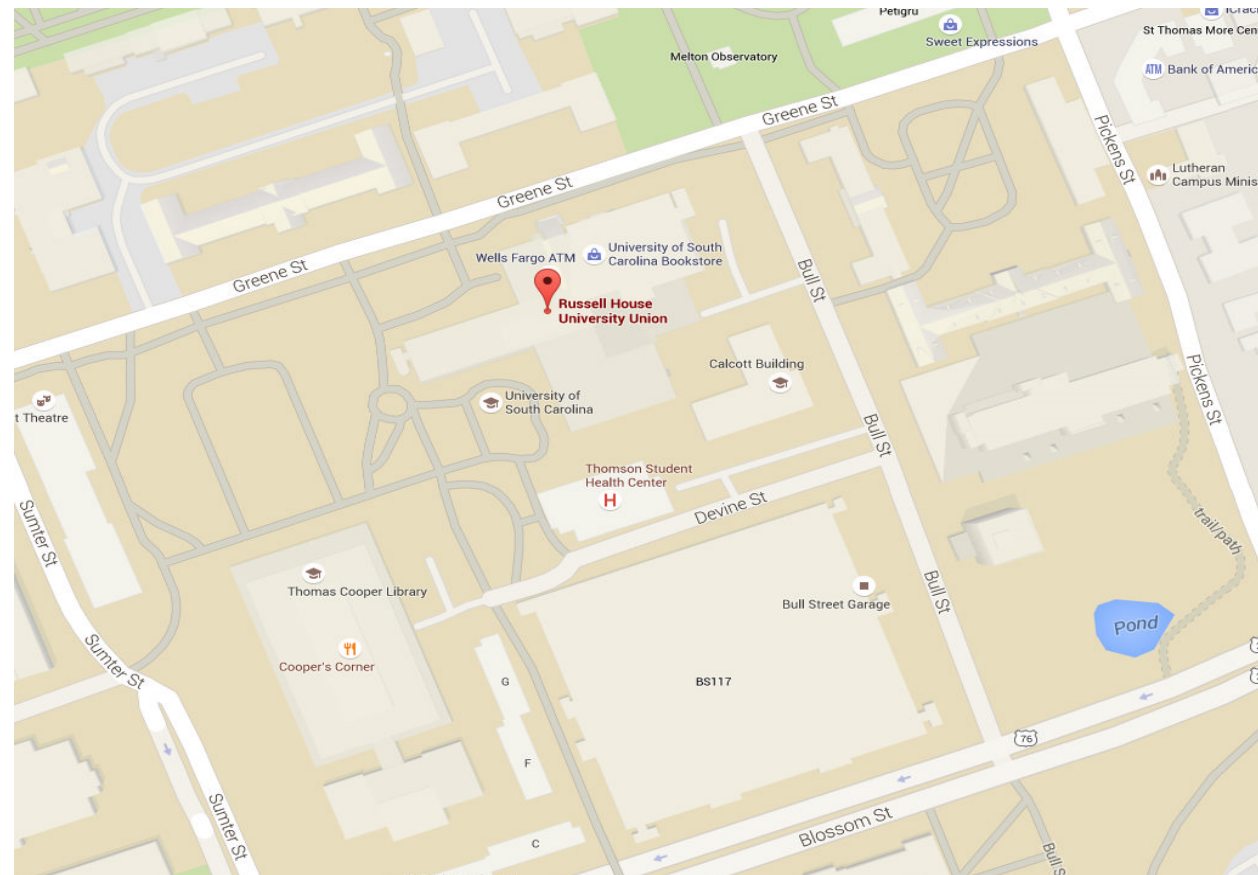 Petigru
Sweet Expressions
St Thomas More Cen
Melton Observatory
ATM Bank of Americ
Greene St
Pickens St
Lutheran
Campus Minis
Greene St
Wells Fargo ATM
University of South
Carolina Bookstore
Greene St
Bull St
Russell House
University Union
Calcott Building
Pickens St
University of
South Carolina
t Theatre
Bull St
Thomson Student
Health Center
H
Devine St
Sumter St
trail/path
Thomas Cooper Library
Bull Street Garage
Bull St
Pond
Cooper's Corner
Sumter St
G
BS117
76
F
Sumter St
Blossom St
C
Bull S